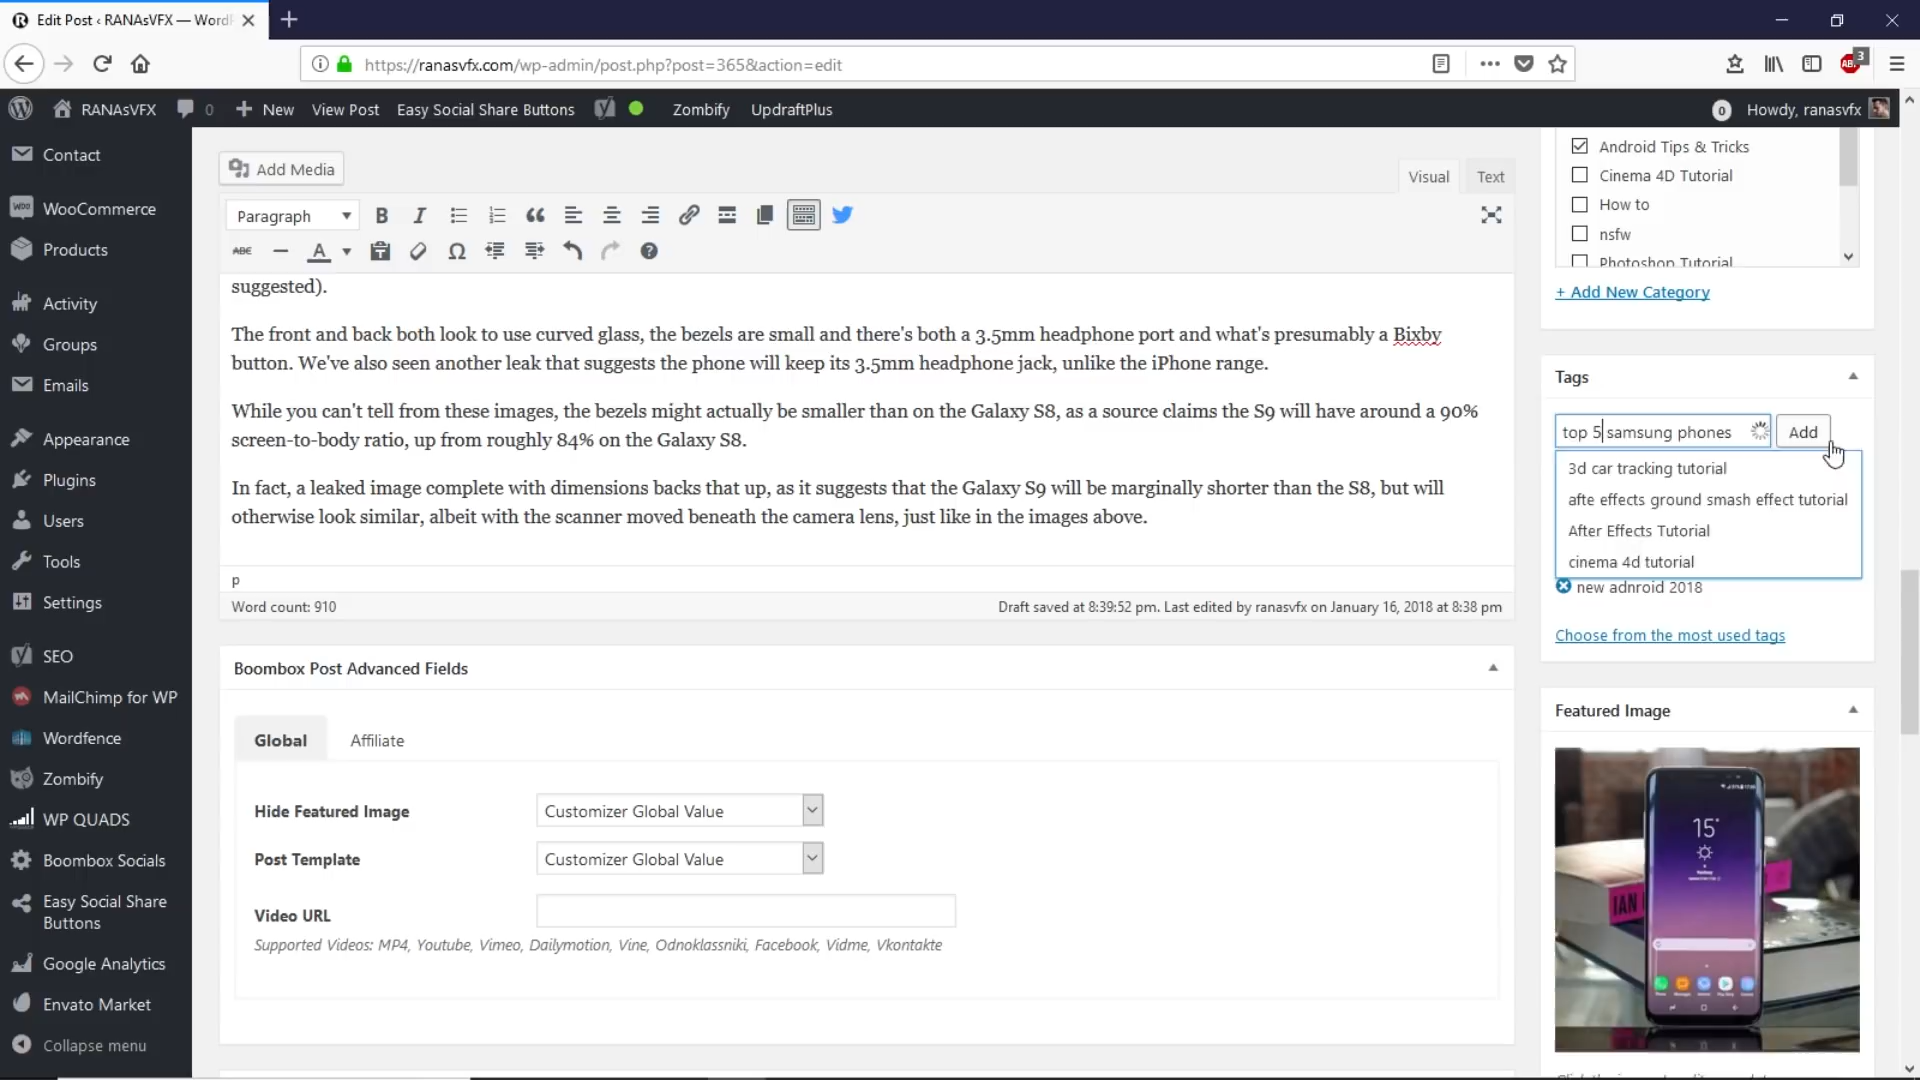 Edit Post ‹ RANAsVFX — Word
https://ranasvfx.com/wp-admin/post.php?post=365&action=edit
ABP
3
RANAsVFX
0
New
View Post
Easy Social Share Buttons
Zombify
UpdraftPlus
0
Howdy, ranasvfx
Contact
WooCommerce
Products
Activity
Groups
Emails
Appearance
Plugins
Users
Tools
Settings
SEO
MailChimp for WP
Wordfence
Zombify
WP QUADS
Boombox Socials
Easy Social Share
Buttons
Google Analytics
Envato Market
Collapse menu
Add Media
Visual
Text
Paragraph
B
I
ABC
A
suggested).
The front and back both look to use curved glass, the bezels are small and there's both a 3.5mm headphone port and what's presumably a Bixby
button. We've also seen another leak that suggests the phone will keep its 3.5mm headphone jack, unlike the iPhone range.
While you can't tell from these images, the bezels might actually be smaller than on the Galaxy S8, as a source claims the S9 will have around a 90%
screen-to-body ratio, up from roughly 84% on the Galaxy S8.
In fact, a leaked image complete with dimensions backs that up, as it suggests that the Galaxy S9 will be marginally shorter than the S8, but will
otherwise look similar, albeit with the scanner moved beneath the camera lens, just like in the images above.
p
Word count: 910
Draft saved at 8:39:52 pm. Last edited by ranasvfx on January 16, 2018 at 8:38 pm
Boombox Post Advanced Fields
Global
Affiliate
Hide Featured Image
Customizer Global Value
Post Template
Customizer Global Value
Video URL
Supported Videos: MP4, Youtube, Vimeo, Dailymotion, Vine, Odnoklassniki, Facebook, Vidme, Vkontakte
Android Tips & Tricks
Cinema 4D Tutorial
How to
nsfw
Photoshop Tutorial
+ Add New Category
Tags
top 5 samsung phones
Add
3d car tracking tutorial
afte effects ground smash effect tutorial
After Effects Tutorial
cinema 4d tutorial
new adnroid 2018
Choose from the most used tags
Featured Image
15°
IAN